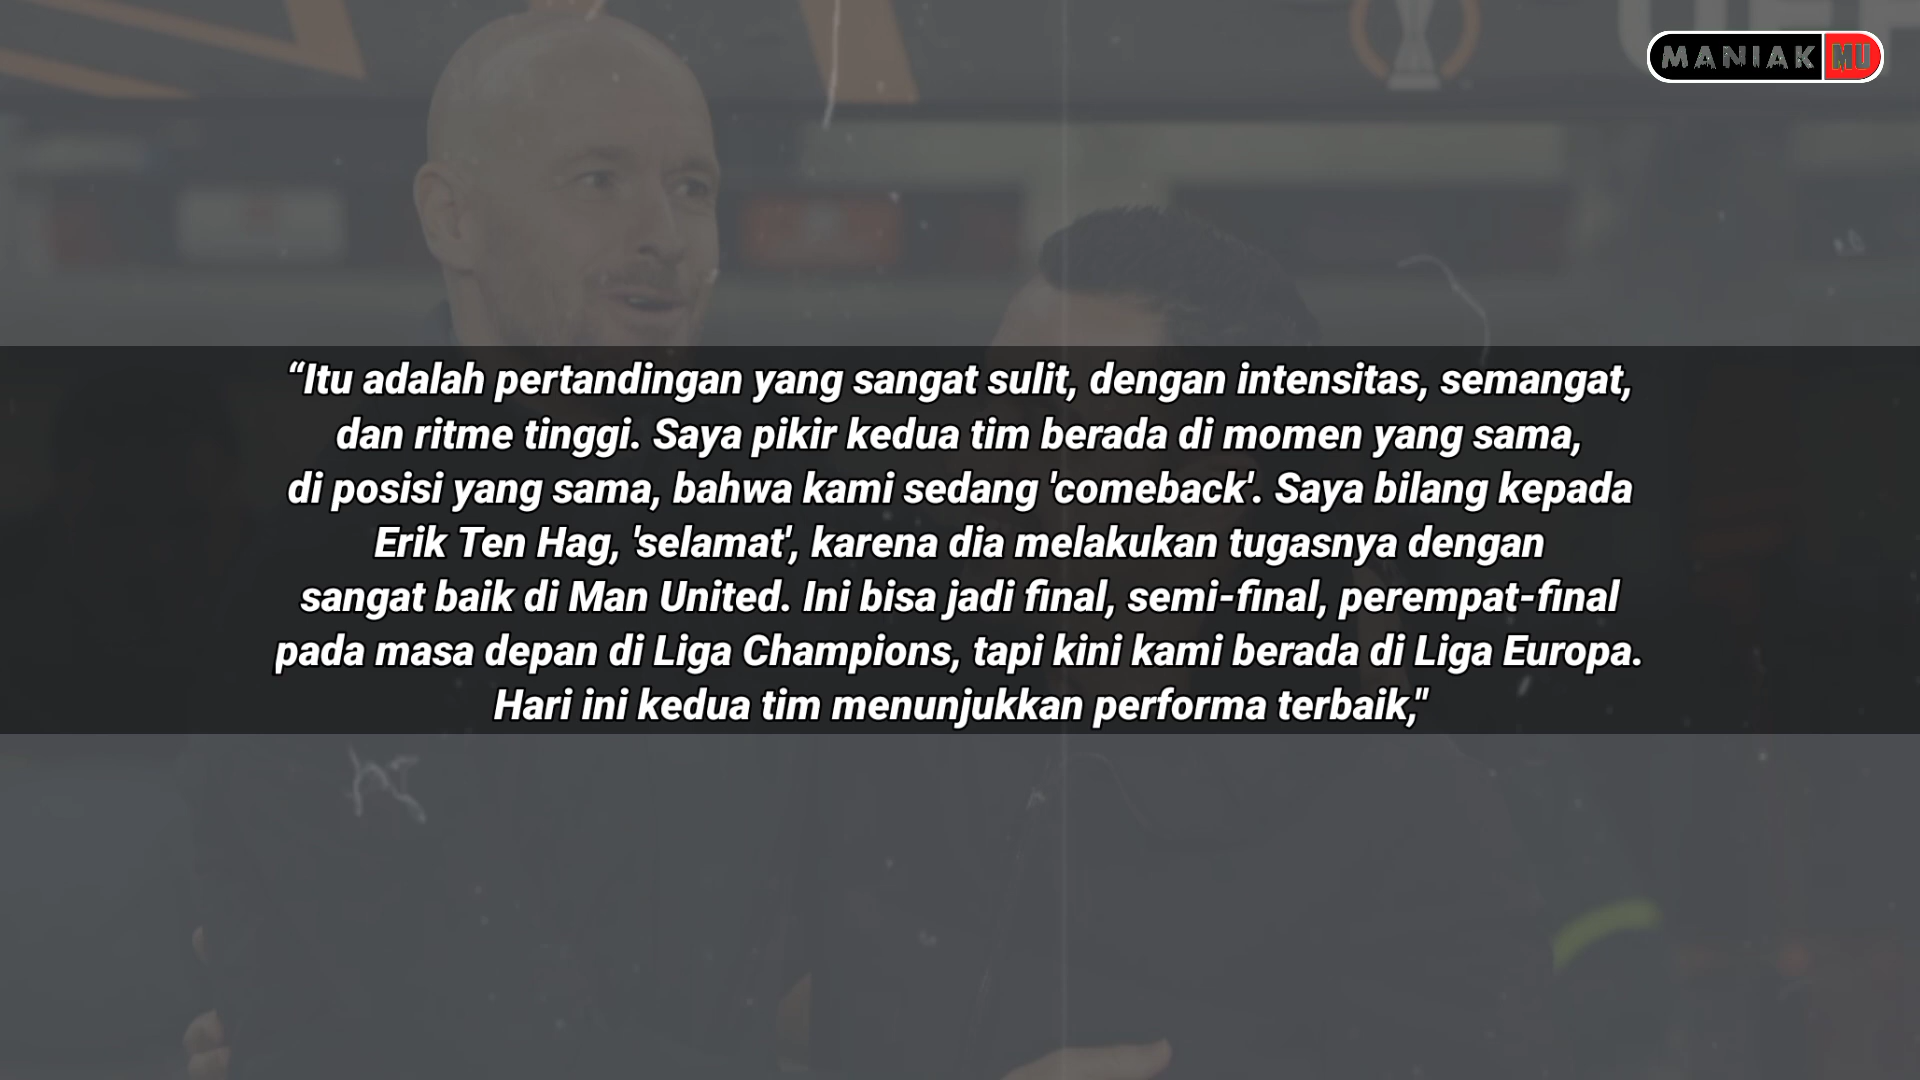 MANIAK MU
“Itu adalah pertandingan yang sangat sulit, dengan intensitas, semangat,
dan ritme tinggi. Saya pikir kedua tim berada di momen yang sama,
di posisi yang sama, bahwa kami sedang 'comeback'. Saya bilang kepada
Erik Ten Hag, 'selamat', karena dia melakukan tugasnya dengan
sangat baik di Man United. Ini bisa jadi final, semi-final, perempat-final
pada masa depan di Liga Champions, tapi kini kami berada di Liga Europa.
Hari ini kedua tim menunjukkan performa terbaik,"